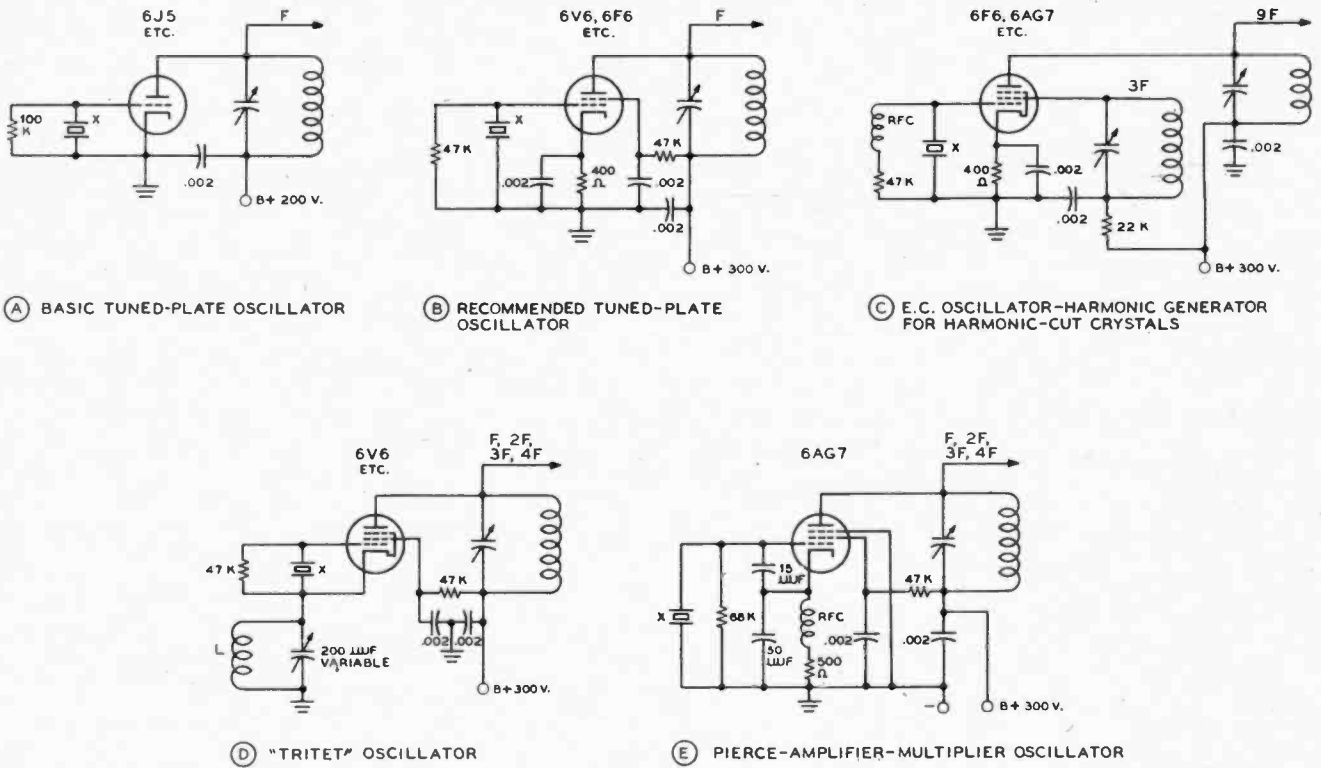 6J5
ETC.
F
100
K
X
.002
B+ 200 V.
A BASIC TUNED-PLATE OSCILLATOR
6V6, 6F6
ETC.
F
47 K
X
.002
400
Ω
.002
47 K
.002
B+ 300 V.
B RECOMMENDED TUNED-PLATE
OSCILLATOR
6F6, 6AG7
ETC.
9F
3F
RFC
X
47 K
400
Ω
.002
.002
22 K
.002
B+ 300 V.
C E.C. OSCILLATOR-HARMONIC GENERATOR
FOR HARMONIC-CUT CRYSTALS
6V6
ETC.
F, 2F,
3F, 4F
47 K
X
47 K
L
200 µµF
VARIABLE
.002
.002
B+ 300 V.
D "TRITET" OSCILLATOR
6AG7
F, 2F,
3F, 4F
X
68K
15
µµF
50
µµF
RFC
500
Ω
.002
47 K
.002
–
B+ 300 V.
E PIERCE-AMPLIFIER-MULTIPLIER OSCILLATOR